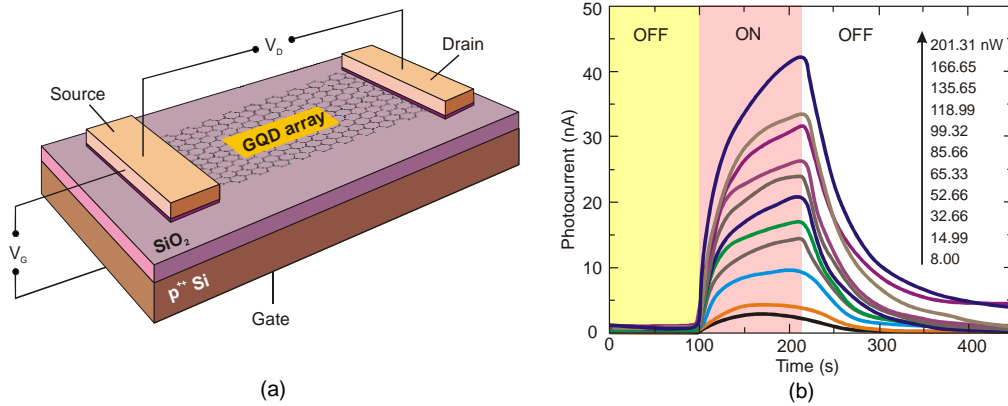 V_D
Drain
Source
GQD array
SiO₂
V_G
p⁺⁺ Si
Gate
(a)
OFF ON OFF
201.31 nW
166.65
135.65
118.99
99.32
85.66
65.33
52.66
32.66
14.99
8.00
Photocurrent (nA)
50
40
30
20
10
0
0 100 200 300 400
Time (s)
(b)